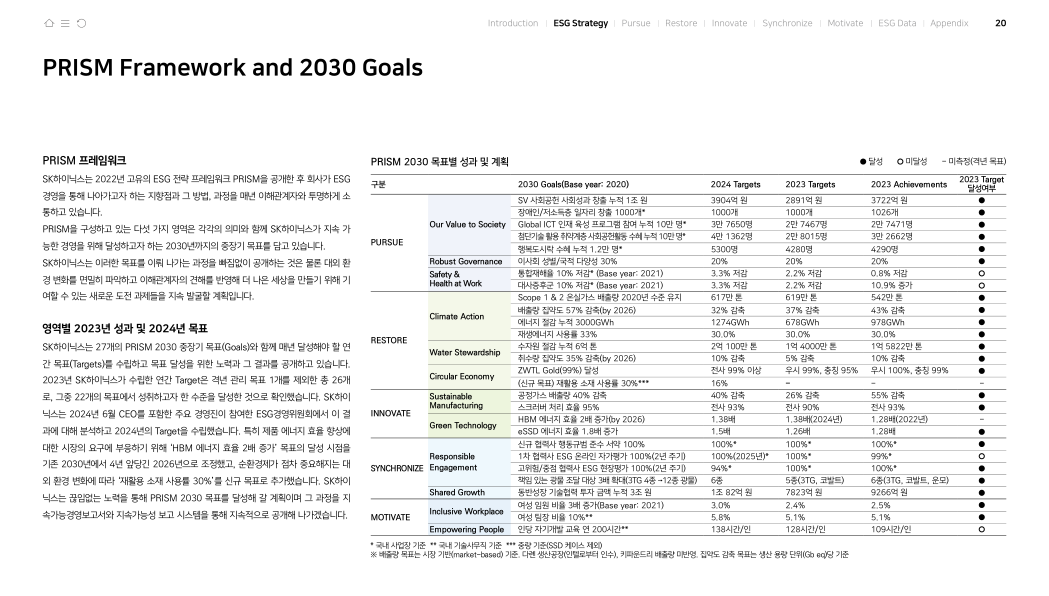 Introduction | ESG Strategy | Pursue | Restore | Innovate | Synchronize | Motivate | ESG Data | Appendix 20
PRISM Framework and 2030 Goals
PRISM 프레임워크
SK하이닉스는 2022년 고유의 ESG 전략 프레임워크 PRISM을 공개한 후 회사가 ESG
경영을 통해 나아가고자 하는 지향점과 그 방법, 과정을 매년 이해관계자와 투명하게 소
통하고 있습니다.
PRISM을 구성하고 있는 다섯 가지 영역은 각각의 의미와 함께 SK하이닉스가 지속 가
능한 경영을 위해 달성하고자 하는 2030년까지의 중장기 목표를 담고 있습니다.
SK하이닉스는 이러한 목표를 이뤄 나가는 과정을 빠짐없이 공개하는 것은 물론 대외 환
경 변화를 면밀히 파악하고 이해관계자의 견해를 반영해 더 나은 세상을 만들기 위해 기
여할 수 있는 새로운 도전 과제들을 지속 발굴할 계획입니다.
영역별 2023년 성과 및 2024년 목표
SK하이닉스는 27개의 PRISM 2030 중장기 목표(Goals)와 함께 매년 달성해야 할 연
간 목표(Targets)를 수립하고 목표 달성을 위한 노력과 그 결과를 공개하고 있습니다.
2023년 SK하이닉스가 수립한 연간 Target은 격년 관리 목표 1개를 제외한 총 26개
로, 그중 22개의 목표에서 성취하고자 한 수준을 달성한 것으로 확인했습니다. SK하이
닉스는 2024년 6월 CEO를 포함한 주요 경영진이 참여한 ESG경영위원회에서 이 결
과에 대해 분석하고 2024년의 Target을 수립했습니다. 특히 제품 에너지 효율 향상에
대한 시장의 요구에 부응하기 위해 'HBM 에너지 효율 2배 증가' 목표의 달성 시점을
기존 2030년에서 4년 앞당긴 2026년으로 조정했고, 순환경제가 점차 중요해지는 대
외 환경 변화에 따라 '재활용 소재 사용률 30%'를 신규 목표로 추가했습니다. SK하이
닉스는 끊임없는 노력을 통해 PRISM 2030 목표를 달성해 갈 계획이며 그 과정을 지
속가능경영보고서와 지속가능성 보고 시스템을 통해 지속적으로 공개해 나가겠습니다.
PRISM 2030 목표별 성과 및 계획 ● 달성 ○ 미달성 – 미측정(격년 목표)
구분 2030 Goals(Base year: 2020) 2024 Targets 2023 Targets 2023 Achievements 2023 Target 달성여부
PURSUE
Our Value to Society
SV 사회공헌 사회성과 창출 누적 1조 원 3904억 원 2891억 원 3722억 원 ●
장애인/저소득층 일자리 창출 1000개* 1000개 1000개 1026개 ●
Global ICT 인재 육성 프로그램 참여 누적 10만 명* 3만 7650명 2만 7467명 2만 7471명 ●
첨단기술 활용 취약계층 사회공헌활동 수혜 누적 10만 명* 4만 1362명 2만 8015명 3만 2662명 ●
행복도시락 수혜 누적 1.2만 명* 5300명 4280명 4290명 ●
Robust Governance 이사회 성별/국적 다양성 30% 20% 20% 20% ●
Safety &
Health at Work
통합재해율 10% 저감* (Base year: 2021) 3.3% 저감 2.2% 저감 0.8% 저감 ○
대사증후군 10% 저감* (Base year: 2021) 3.3% 저감 2.2% 저감 10.9% 증가 ○
RESTORE
Climate Action
Scope 1 & 2 온실가스 배출량 2020년 수준 유지 617만 톤 619만 톤 542만 톤 ●
배출량 집약도 57% 감축(by 2026) 32% 감축 37% 감축 43% 감축 ●
에너지 절감 누적 3000GWh 1274GWh 678GWh 978GWh ●
재생에너지 사용률 33% 30.0% 30.0% 30.0% ●
Water Stewardship
수자원 절감 누적 6억 톤 2억 100만 톤 1억 4000만 톤 1억 5822만 톤 ●
취수량 집약도 35% 감축(by 2026) 10% 감축 5% 감축 10% 감축 ●
Circular Economy
ZWTL Gold(99%) 달성 전사 99% 이상 우시 99%, 충칭 95% 우시 100%, 충칭 99% ●
(신규 목표) 재활용 소재 사용률 30%*** 16% – – –
INNOVATE
Sustainable
Manufacturing
공정가스 배출량 40% 감축 40% 감축 26% 감축 55% 감축 ●
스크러버 처리 효율 95% 전사 93% 전사 90% 전사 93% ●
Green Technology
HBM 에너지 효율 2배 증가(by 2026) 1.38배 1.38배(2024년) 1.28배(2022년) –
eSSD 에너지 효율 1.8배 증가 1.5배 1.26배 1.28배 ●
SYNCHRONIZE
Responsible
Engagement
신규 협력사 행동규범 준수 서약 100% 100%* 100%* 100%* ●
1차 협력사 ESG 온라인 자가평가 100%(2년 주기) 100%(2025년)* 100%* 99%* ○
고위험/중점 협력사 ESG 현장평가 100%(2년 주기) 94%* 100%* 100%* ●
책임 있는 광물 조달 대상 3배 확대(3TG 4종 →12종 광물) 6종 5종(3TG, 코발트) 6종(3TG, 코발트, 운모) ●
Shared Growth 동반성장 기술협력 투자 금액 누적 3조 원 1조 82억 원 7823억 원 9266억 원 ●
MOTIVATE
Inclusive Workplace
여성 임원 비율 3배 증가(Base year: 2021) 3.0% 2.4% 2.5% ●
여성 팀장 비율 10%** 5.8% 5.1% 5.1% ●
Empowering People 인당 자기개발 교육 연 200시간** 138시간/인 128시간/인 109시간/인 ○
* 국내 사업장 기준 ** 국내 기술사무직 기준 *** 중량 기준(SSD 케이스 제외)
※ 배출량 목표는 시장 기반(market-based) 기준. 다롄 생산공장(인텔로부터 인수), 키파운드리 배출량 미반영. 집약도 감축 목표는 생산 용량 단위(Gb eq)당 기준